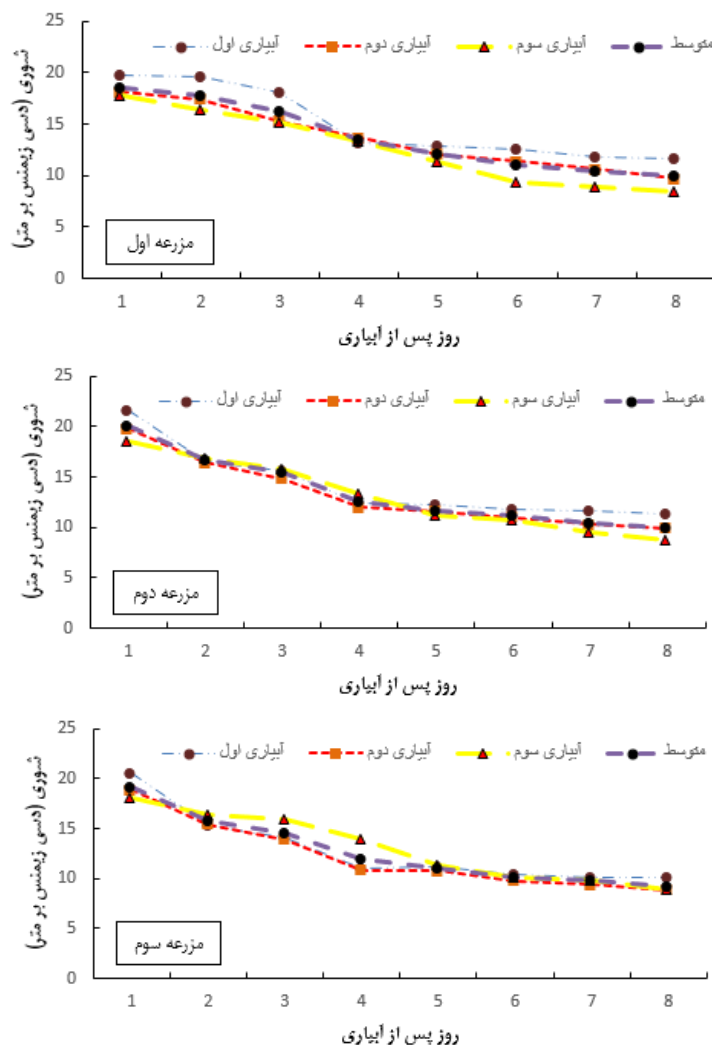 آبیاری اول آبیاری دوم آبیاری سوم متوسط
شوری (دسی زیمنس بر متر)
25
20
15
10
5
0
مزرعه اول
1 2 3 4 5 6 7 8
روز پس از آبیاری
آبیاری اول آبیاری دوم آبیاری سوم متوسط
شوری (دسی زیمنس بر متر)
25
20
15
10
5
0
مزرعه دوم
1 2 3 4 5 6 7 8
روز پس از آبیاری
آبیاری اول آبیاری دوم آبیاری سوم متوسط
شوری (دسی زیمنس بر متر)
25
20
15
10
5
0
مزرعه سوم
1 2 3 4 5 6 7 8
روز پس از آبیاری